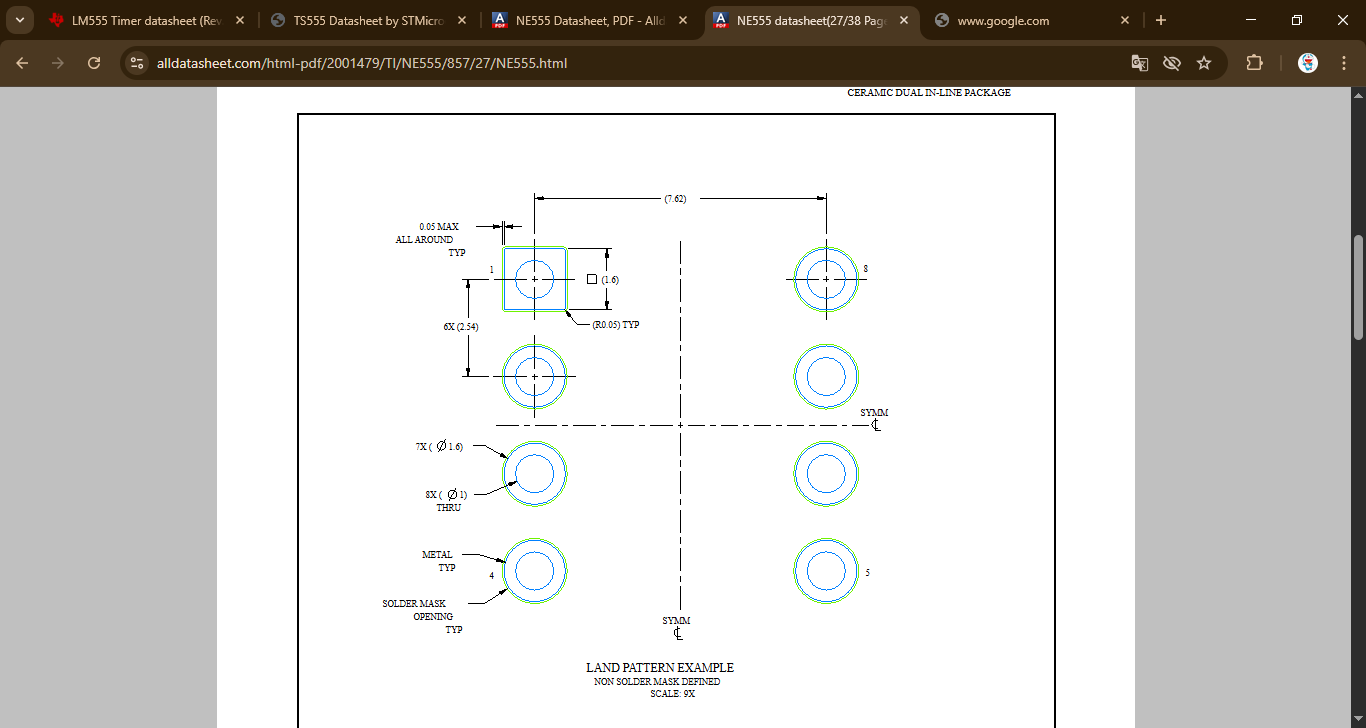 LM555 Timer datasheet (Rev
TS555 Datasheet by STMicro
NE555 Datasheet, PDF - Alld
NE555 datasheet(27/38 Page
www.google.com
alldatasheet.com/html-pdf/2001479/TI/NE555/857/27/NE555.html
CERAMIC DUAL IN-LINE PACKAGE
(7.62)
0.05 MAX
ALL AROUND
TYP
1
8
(1.6)
6X (2.54)
(R0.05) TYP
SYMM
7X ( Ø 1.6)
8X ( Ø 1)
THRU
METAL
TYP
4
5
SOLDER MASK
OPENING
TYP
SYMM
LAND PATTERN EXAMPLE
NON SOLDER MASK DEFINED
SCALE: 9X